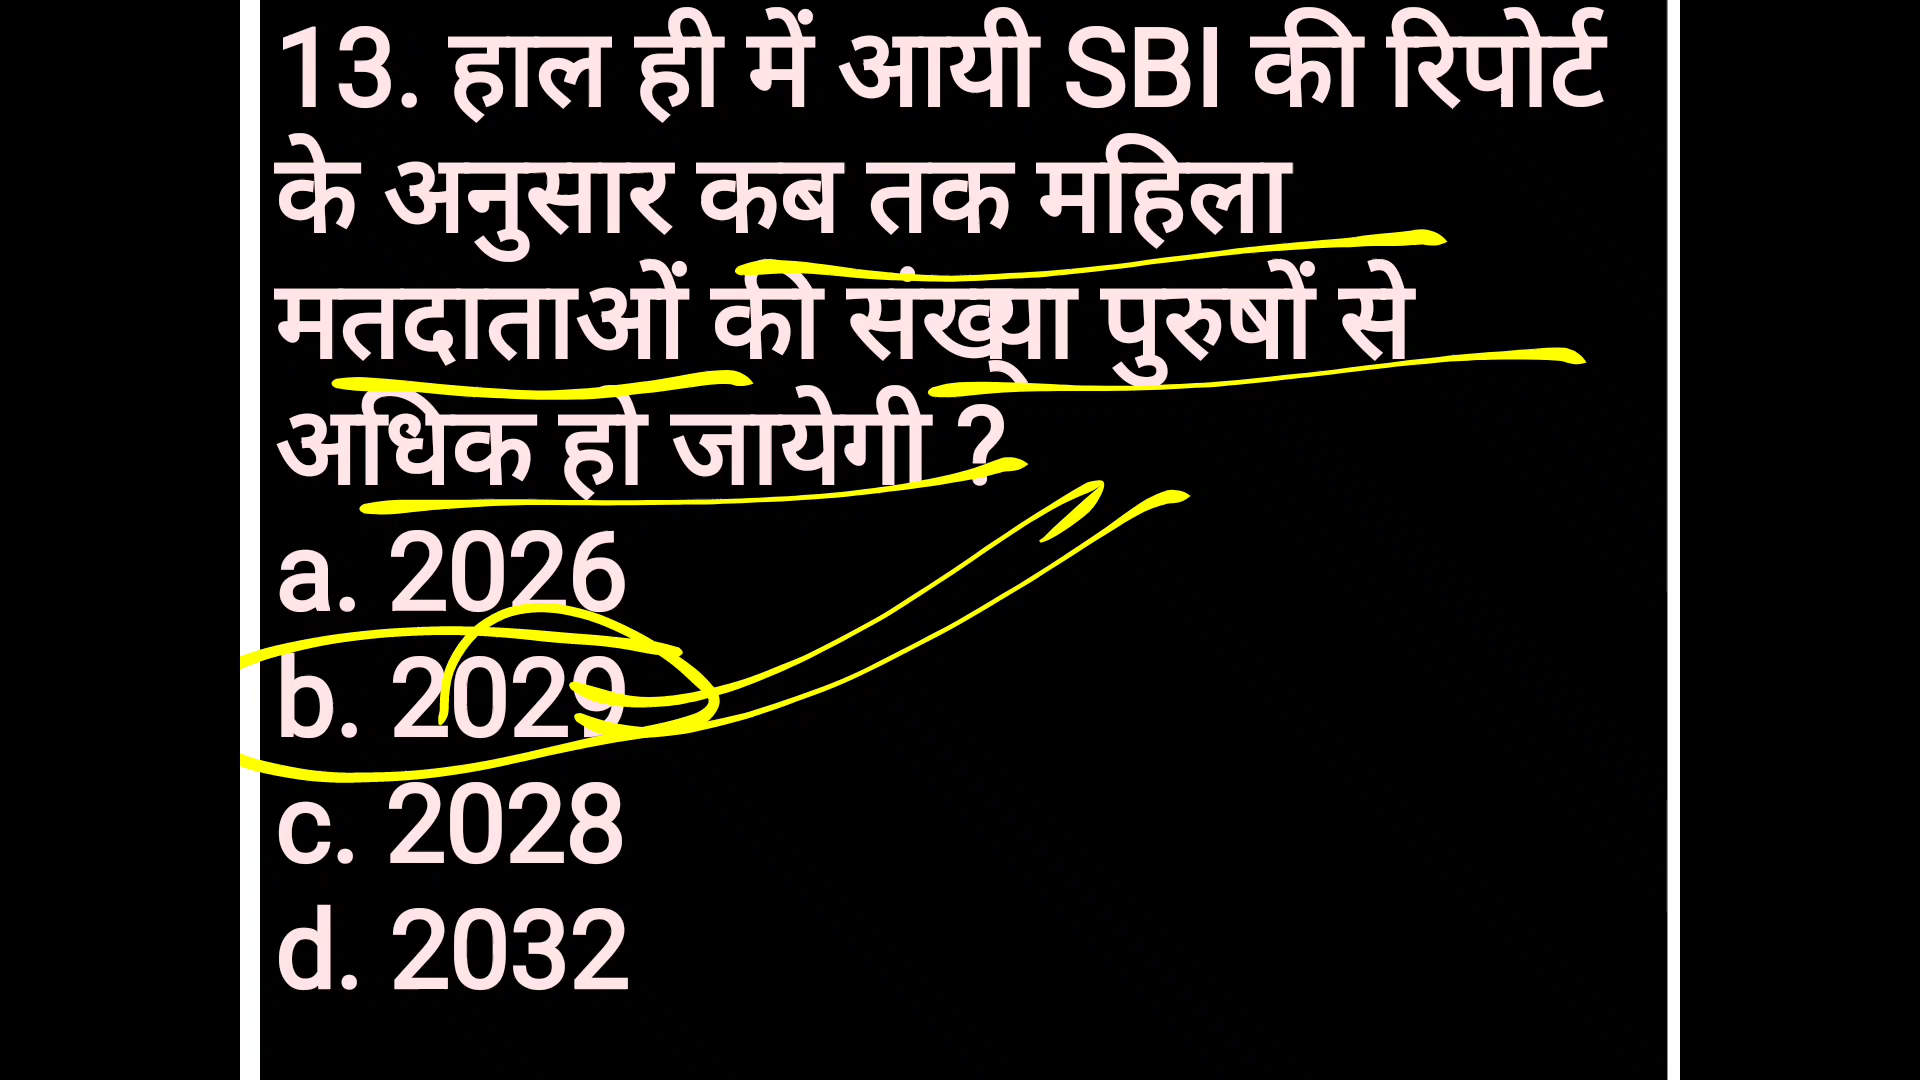 13. हाल ही में आयी SBI की रिपोर्ट
के अनुसार कब तक महिला
मतदाताओं की संख्या पुरुषों से
अधिक हो जायेगी ?
a. 2026
b. 2029
c. 2028
d. 2032